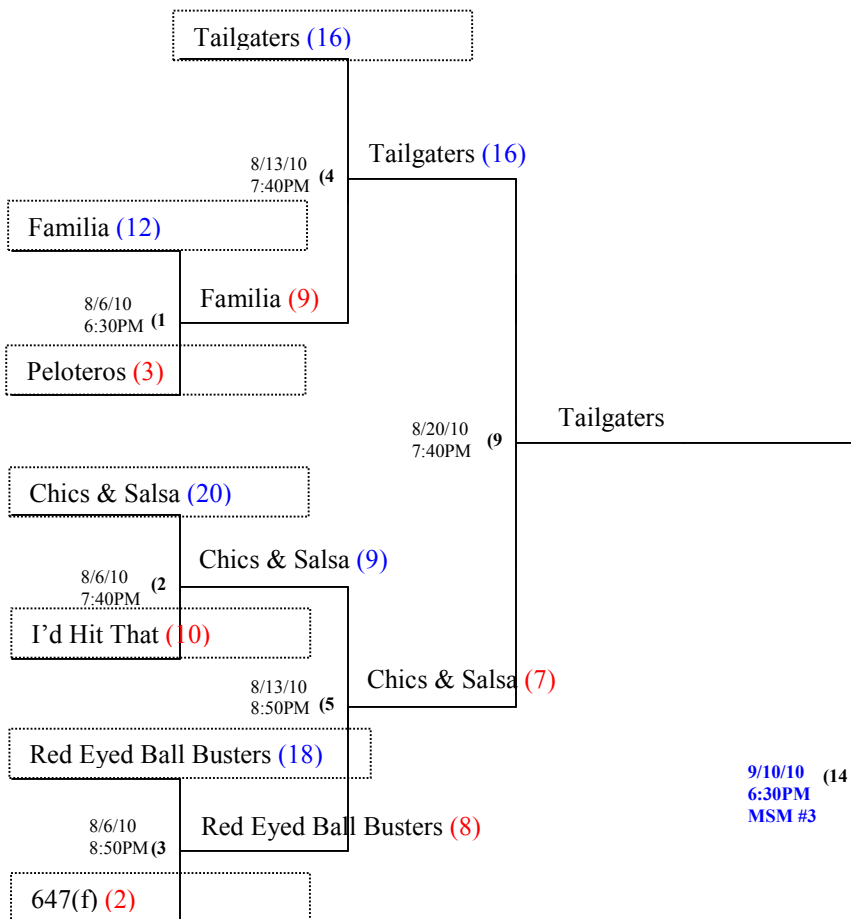 Tailgaters (16)
8/13/10
7:40PM (4
Tailgaters (16)
Familia (12)
8/6/10
6:30PM (1
Familia (9)
Peloteros (3)
8/20/10
7:40PM (9
Tailgaters
Chics & Salsa (20)
8/6/10
7:40PM (2
Chics & Salsa (9)
I’d Hit That (10)
8/13/10
8:50PM (5
Chics & Salsa (7)
Red Eyed Ball Busters (18)
8/6/10
8:50PM (3
Red Eyed Ball Busters (8)
647(f) (2)
9/10/10 (14
6:30PM
MSM #3